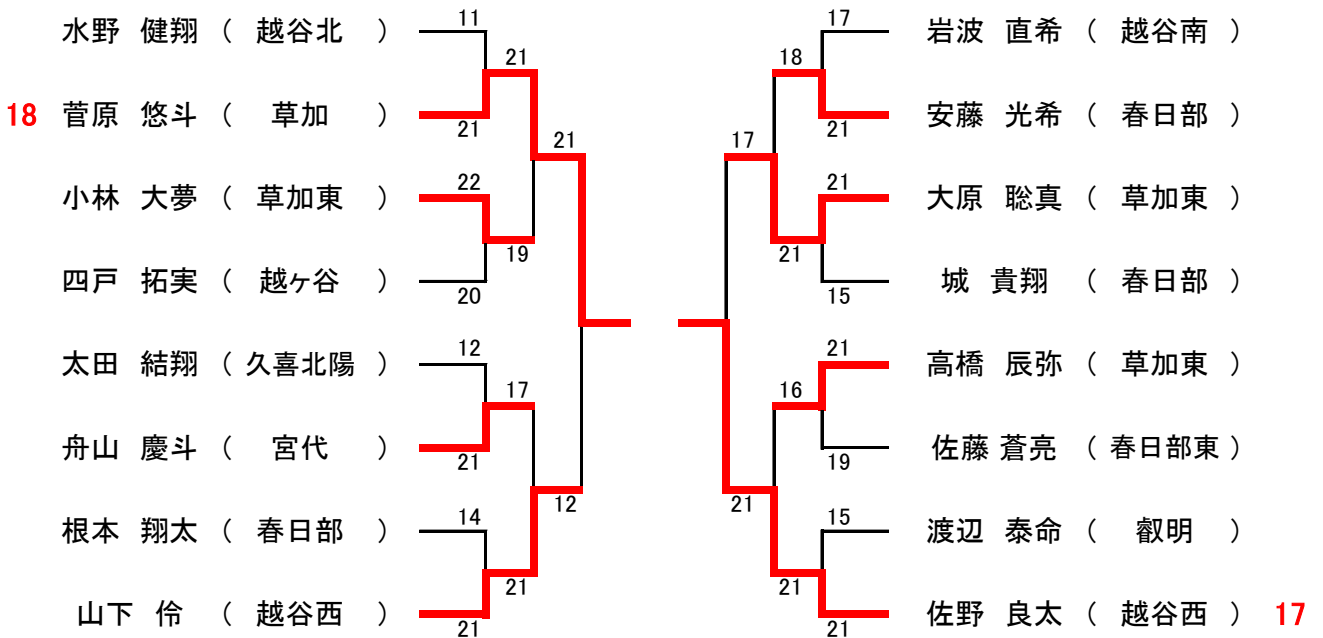 水野 健翔 ( 越谷北 ) 11 17 岩波 直希 ( 越谷南 )
21 18
18 菅原 悠斗 ( 草加 ) 21 21 安藤 光希 ( 春日部 )
21 17
小林 大夢 ( 草加東 ) 22 21 大原 聡真 ( 草加東 )
19 21
四戸 拓実 ( 越ヶ谷 ) 20 15 城 貴翔 ( 春日部 )
太田 結翔 ( 久喜北陽 ) 12 21 高橋 辰弥 ( 草加東 )
17 16
舟山 慶斗 ( 宮代 ) 21 19 佐藤 蒼亮 ( 春日部東 )
12 21
根本 翔太 ( 春日部 ) 14 15 渡辺 泰命 ( 叡明 )
21 21
山下 伶 ( 越谷西 ) 21 21 佐野 良太 ( 越谷西 ) 17